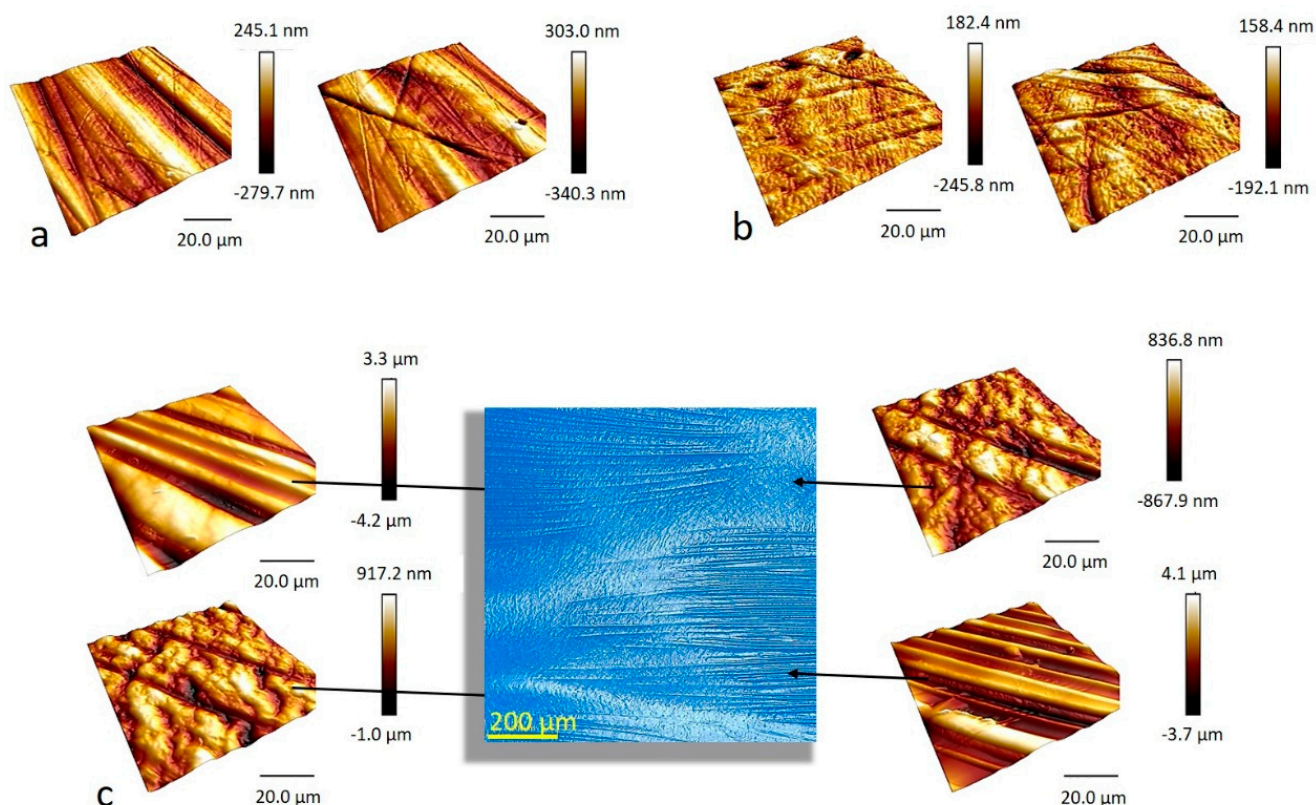 245.1 nm
-279.7 nm
20.0 µm
303.0 nm
-340.3 nm
20.0 µm
a
182.4 nm
-245.8 nm
20.0 µm
158.4 nm
-192.1 nm
20.0 µm
b
3.3 µm
-4.2 µm
20.0 µm
836.8 nm
-867.9 nm
20.0 µm
917.2 nm
-1.0 µm
20.0 µm
200 µm
4.1 µm
-3.7 µm
20.0 µm
c